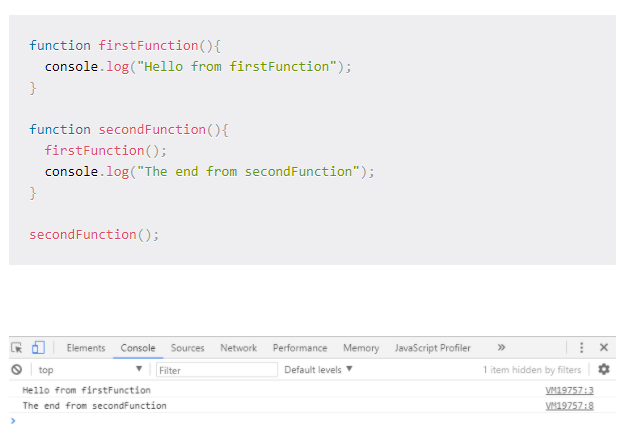 function firstFunction(){
  console.log("Hello from firstFunction");
}
function secondFunction(){
  firstFunction();
  console.log("The end from secondFunction");
}
secondFunction();
Elements Console Sources Network Performance Memory JavaScript Profiler »
top ▼ Filter Default levels ▼ 1 item hidden by filters
Hello from firstFunction VM19757:3
The end from secondFunction VM19757:8
>